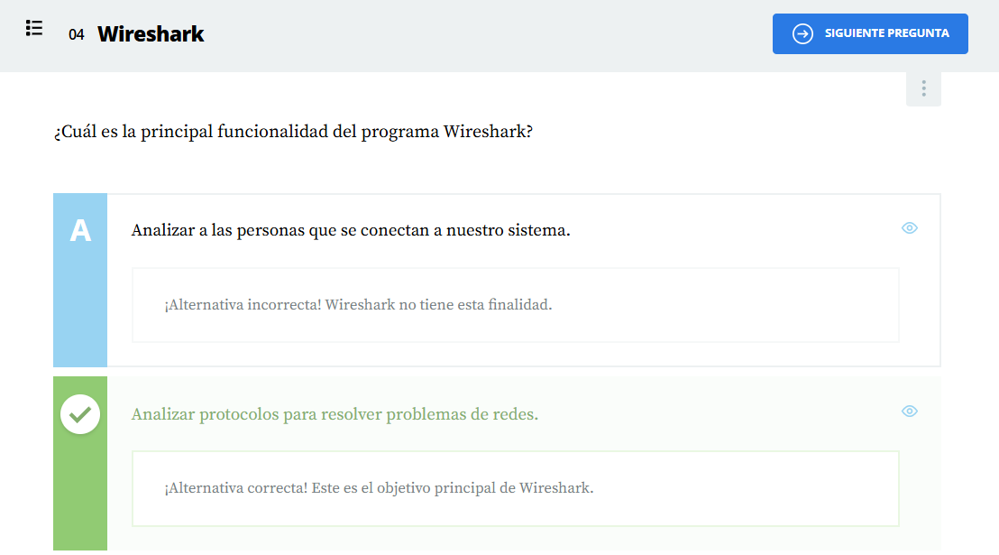 04 Wireshark
SIGUIENTE PREGUNTA
¿Cuál es la principal funcionalidad del programa Wireshark?
A
Analizar a las personas que se conectan a nuestro sistema.
¡Alternativa incorrecta! Wireshark no tiene esta finalidad.
Analizar protocolos para resolver problemas de redes.
¡Alternativa correcta! Este es el objetivo principal de Wireshark.